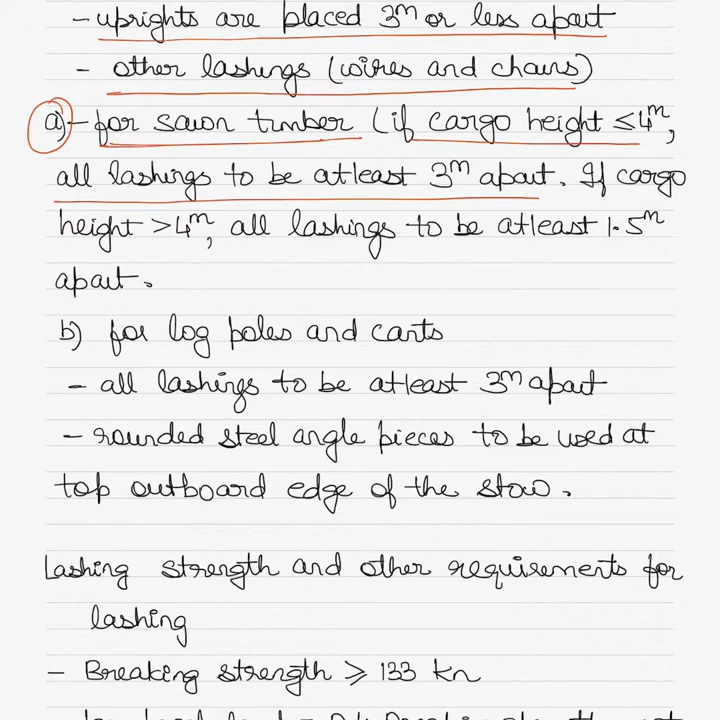 - uprights are placed 3m or less apart
- other lashings (wires and chains)
a) - for sawn timber (if cargo height ≤ 4m,
all lashings to be atleast 3m apart. If cargo
height > 4m, all lashings to be atleast 1.5m
apart.
b) for log poles and carts
- all lashings to be atleast 3m apart
- rounded steel angle pieces to be used at
top outboard edge of the stow.
Lashing strength and other requirements for
lashing
- Breaking strength ≥ 133 kn